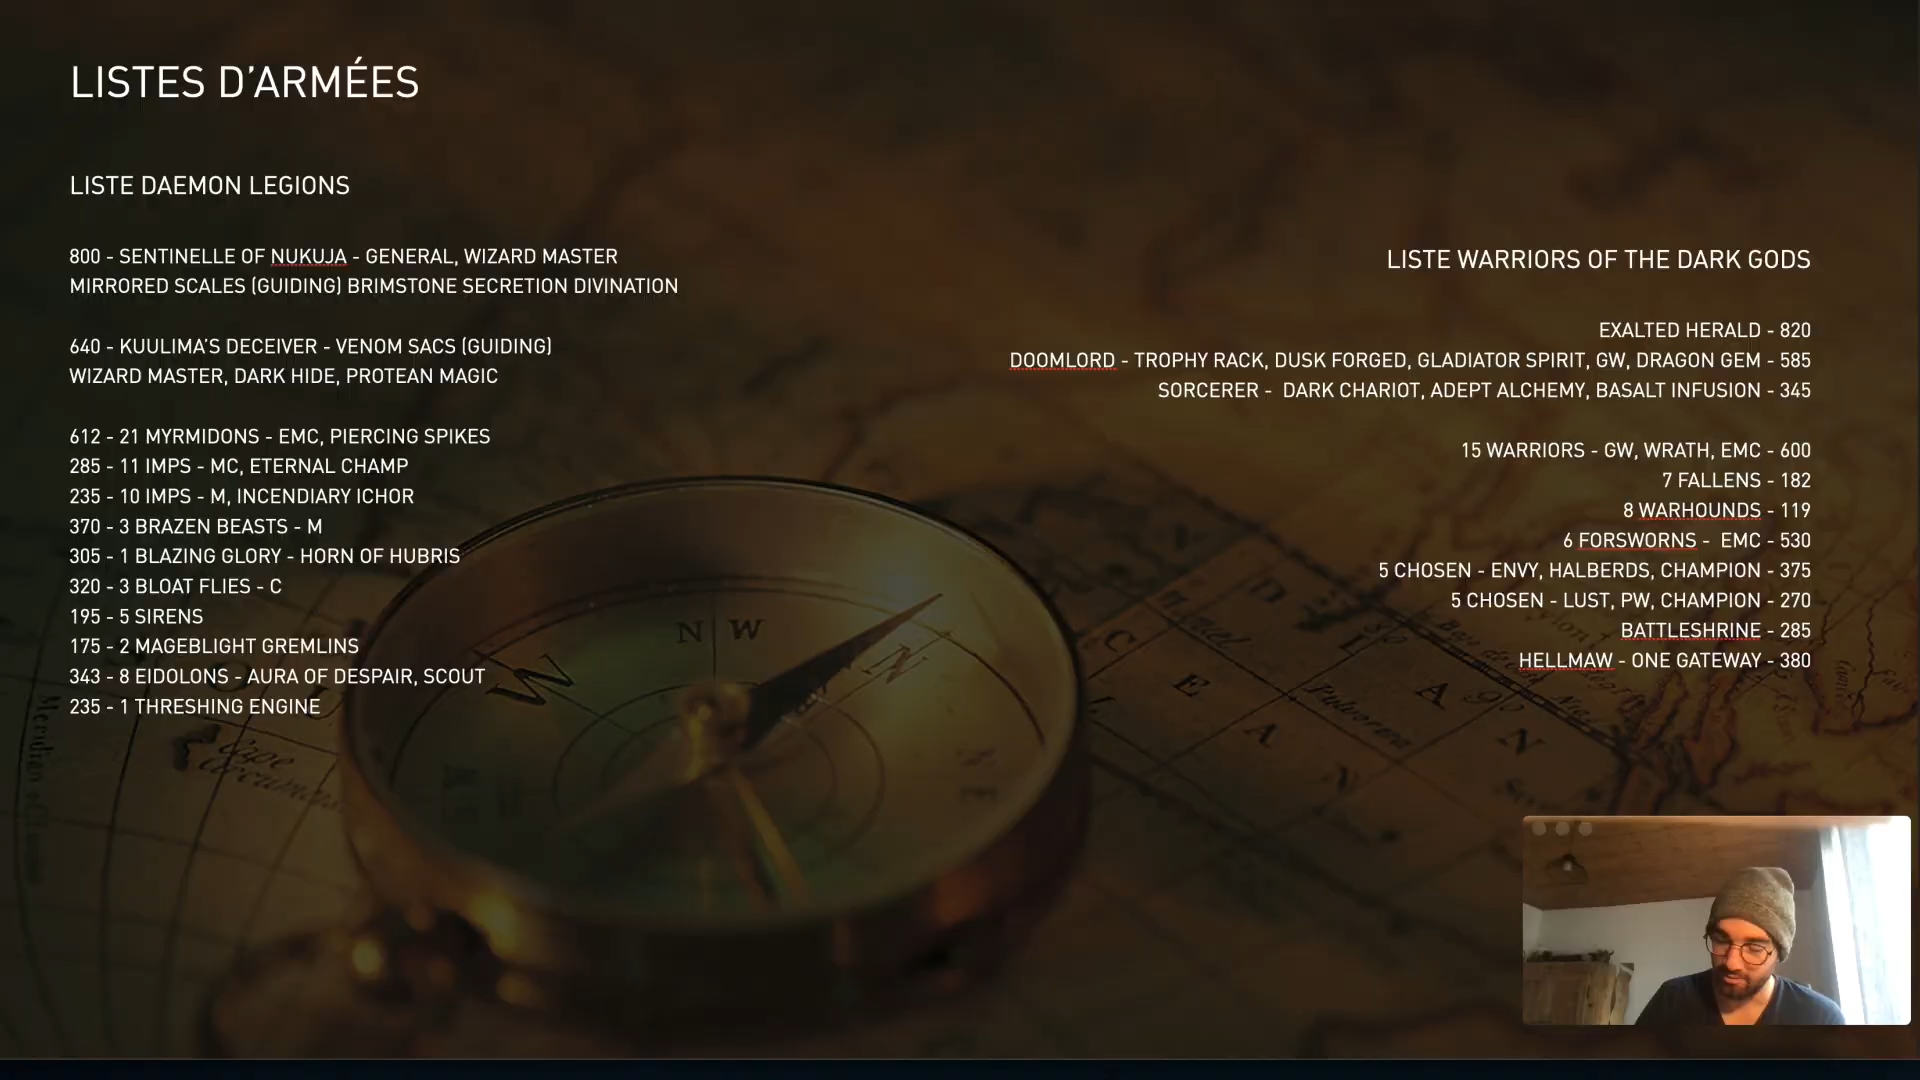 LISTES D'ARMÉES
LISTE DAEMON LEGIONS
800 - SENTINELLE OF NUKUJA - GENERAL, WIZARD MASTER
MIRRORED SCALES (GUIDING) BRIMSTONE SECRETION DIVINATION
640 - KUULIMA'S DECEIVER - VENOM SACS (GUIDING)
WIZARD MASTER, DARK HIDE, PROTEAN MAGIC
612 - 21 MYRMIDONS - EMC, PIERCING SPIKES
285 - 11 IMPS - MC, ETERNAL CHAMP
235 - 10 IMPS - M, INCENDIARY ICHOR
370 - 3 BRAZEN BEASTS - M
305 - 1 BLAZING GLORY - HORN OF HUBRIS
320 - 3 BLOAT FLIES - C
195 - 5 SIRENS
175 - 2 MAGEBLIGHT GREMLINS
343 - 8 EIDOLONS - AURA OF DESPAIR, SCOUT
235 - 1 THRESHING ENGINE
LISTE WARRIORS OF THE DARK GODS
EXALTED HERALD - 820
DOOMLORD - TROPHY RACK, DUSK FORGED, GLADIATOR SPIRIT, GW, DRAGON GEM - 585
SORCERER - DARK CHARIOT, ADEPT ALCHEMY, BASALT INFUSION - 345
15 WARRIORS - GW, WRATH, EMC - 600
7 FALLENS - 182
8 WARHOUNDS - 119
6 FORSWORNS - EMC - 530
5 CHOSEN - ENVY, HALBERDS, CHAMPION - 375
5 CHOSEN - LUST, PW, CHAMPION - 270
BATTLESHRINE - 285
HELLMAW - ONE GATEWAY - 380
N W
W
N
Cape